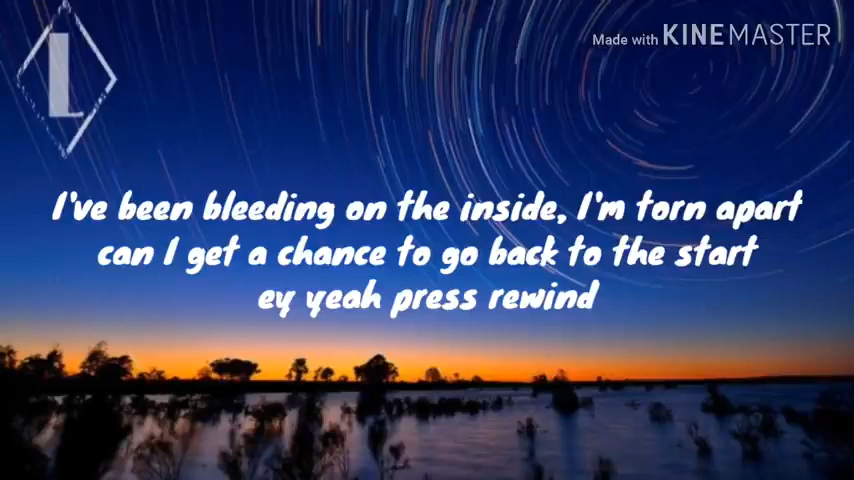 L
Made with KINEMASTER
I've been bleeding on the inside, I'm torn apart
can I get a chance to go back to the start
ey yeah press rewind